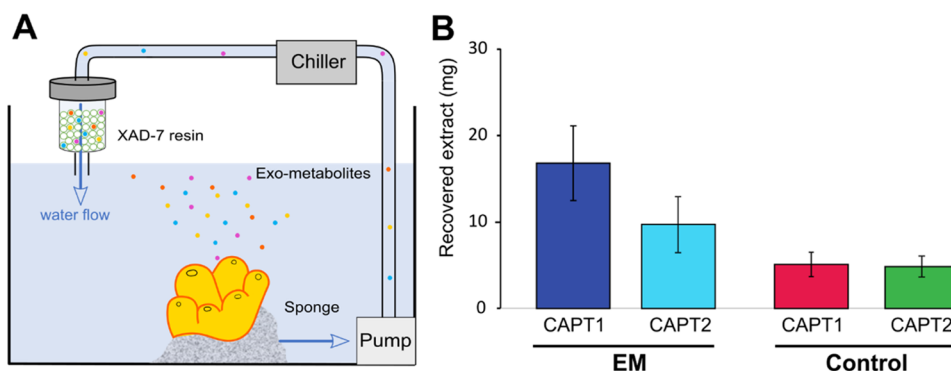 A
Chiller
XAD-7 resin
Exo-metabolites
water flow
Sponge
Pump
B
Recovered extract (mg)
30
20
10
0
CAPT1 CAPT2 CAPT1 CAPT2
EM Control